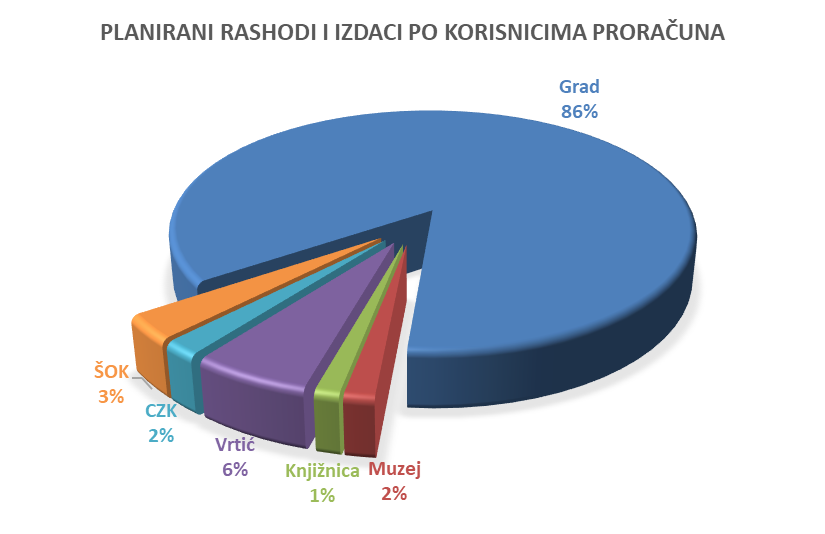 PLANIRANI RASHODI I IZDACI PO KORISNICIMA PRORAČUNA
Grad
86%
ŠOK
3%
CZK
2%
Vrtić
6%
Knjižnica
1%
Muzej
2%